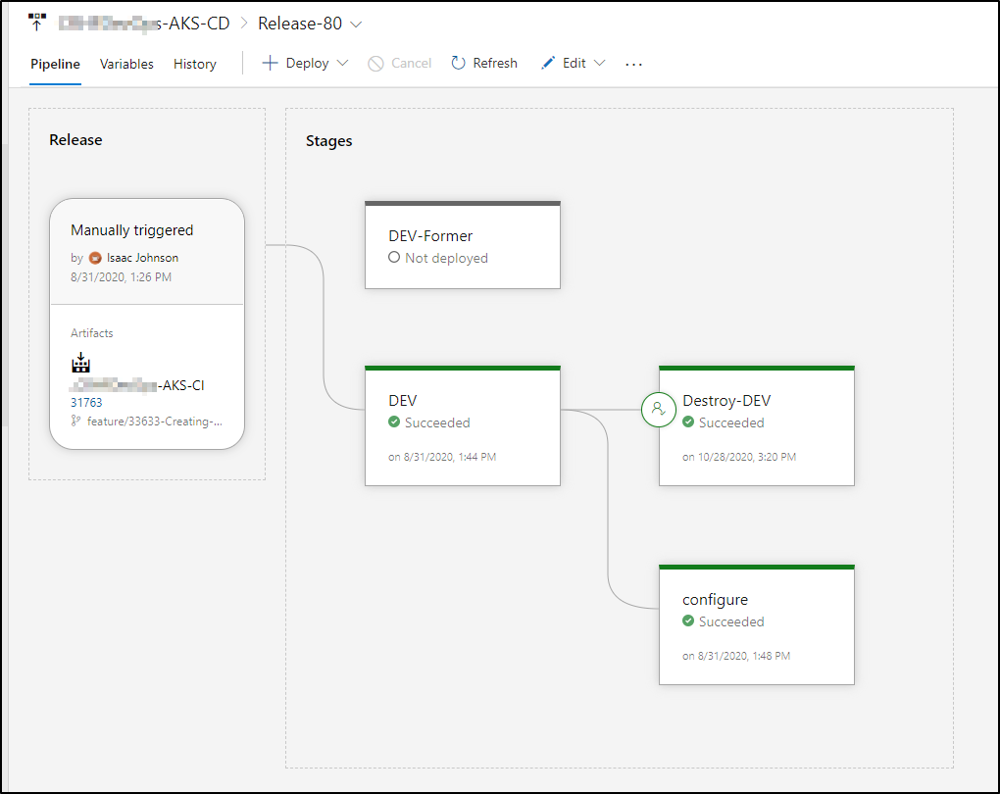 -AKS-CD > Release-80
Pipeline Variables History + Deploy Cancel Refresh Edit ...
Release
Manually triggered
by Isaac Johnson
8/31/2020, 1:26 PM
Artifacts
-AKS-CI
31763
feature/33633-Creating-...
Stages
DEV-Former
Not deployed
DEV
Succeeded
on 8/31/2020, 1:44 PM
Destroy-DEV
Succeeded
on 10/28/2020, 3:20 PM
configure
Succeeded
on 8/31/2020, 1:48 PM